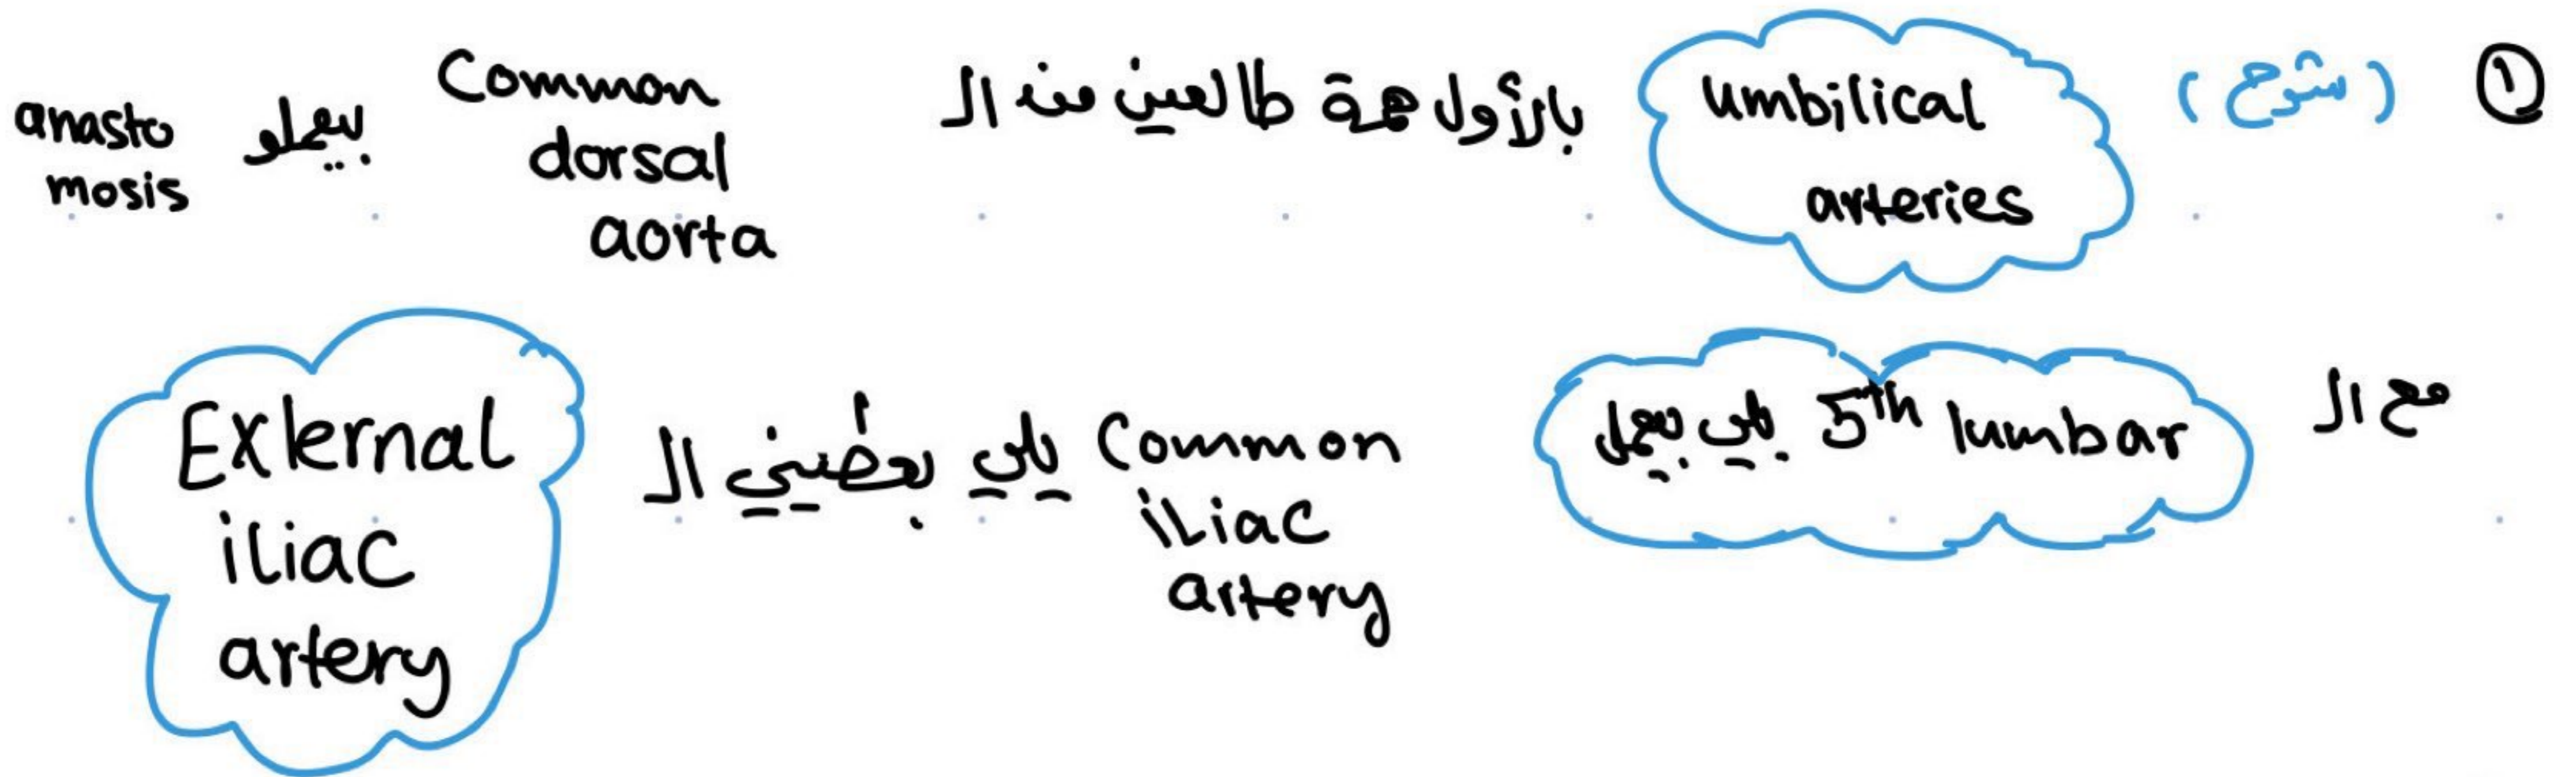 ① (شرح) umbilical arteries بالأول همة طالعين من ال Common dorsal aorta بيعملو anastomosis
مع ال 5th lumbar يلي بيعمل Common iliac artery يلي بعطيني ال External iliac artery